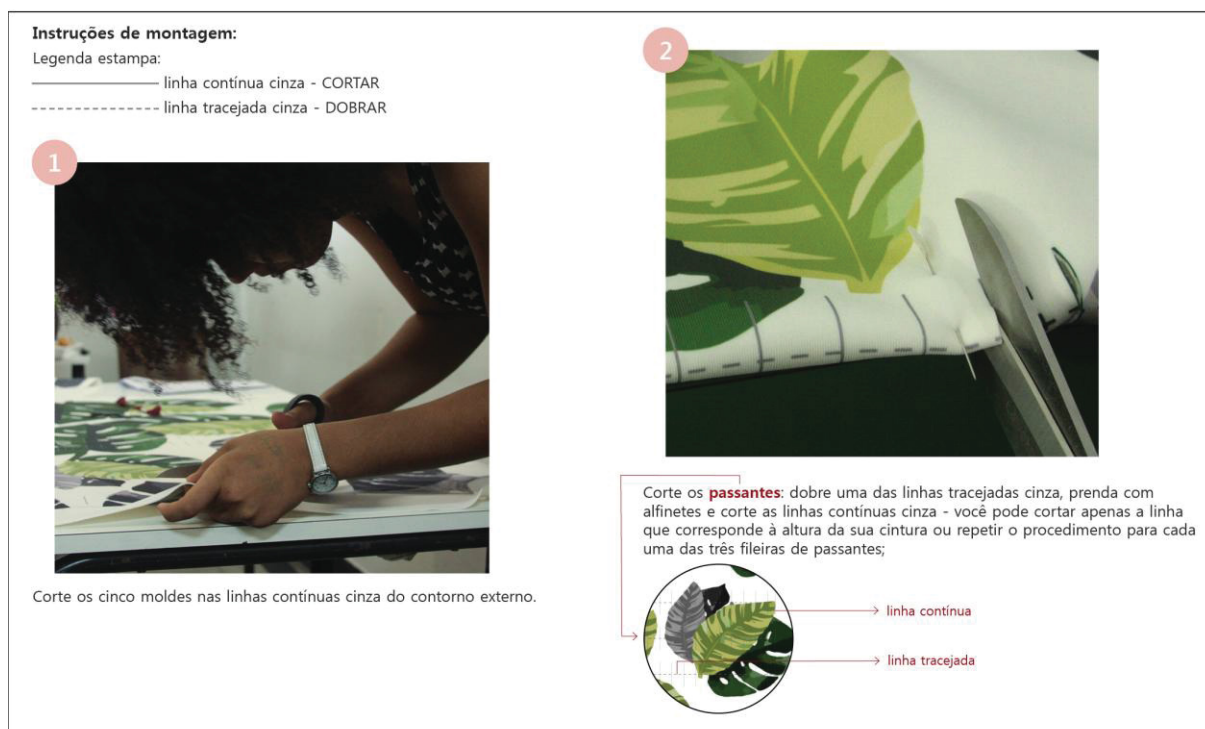 Instruções de montagem:
Legenda estampa:
linha contínua cinza - CORTAR
linha tracejada cinza - DOBRAR
1
Corte os cinco moldes nas linhas contínuas cinza do contorno externo.
2
Corte os passantes: dobre uma das linhas tracejadas cinza, prenda com
alfinetes e corte as linhas contínuas cinza - você pode cortar apenas a linha
que corresponde à altura da sua cintura ou repetir o procedimento para cada
uma das três fileiras de passantes;
linha contínua
linha tracejada